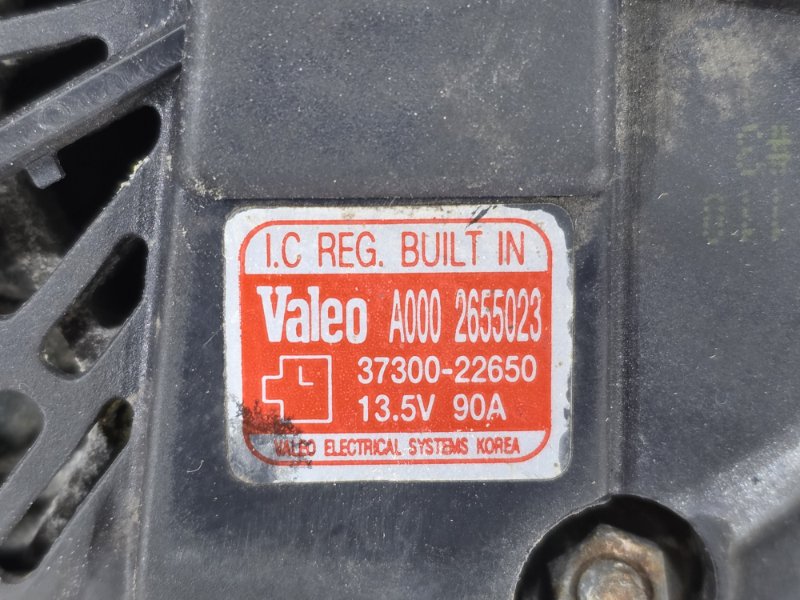 I.C REG. BUILT IN
Valeo A000 2655023
37300-22650
13.5V 90A
VALEO ELECTRICAL SYSTEMS KOREA